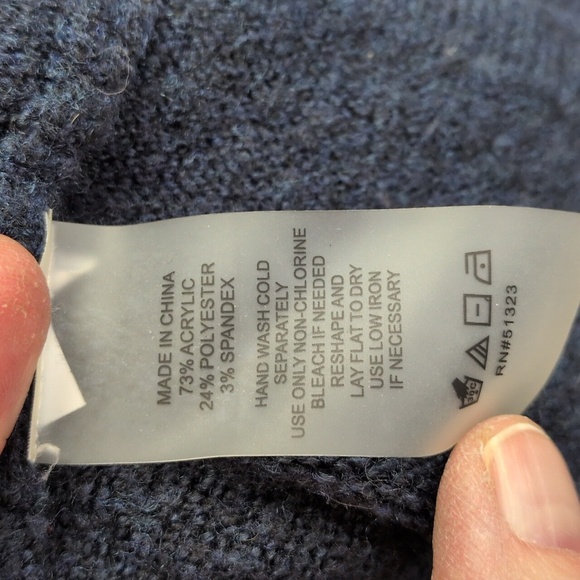 MADE IN CHINA
73% ACRYLIC
24% POLYESTER
3% SPANDEX
HAND WASH COLD
SEPARATELY
USE ONLY NON-CHLORINE
BLEACH IF NEEDED
RESHAPE AND
LAY FLAT TO DRY
USE LOW IRON
IF NECESSARY
RN#51323